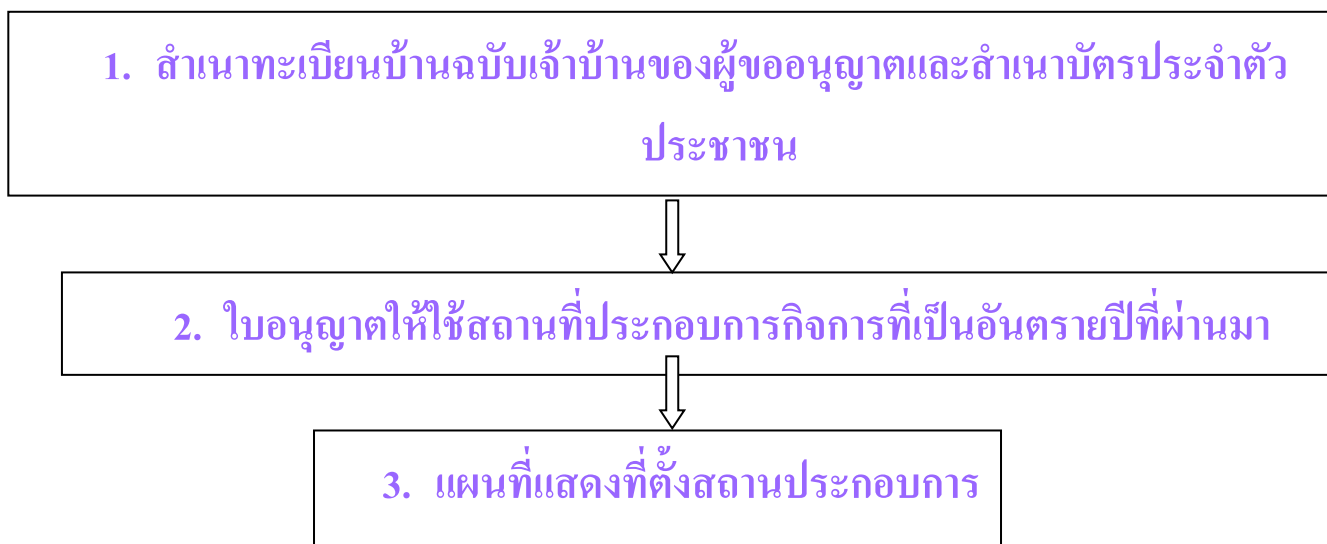 1. สำเนาทะเบียนบ้านฉบับเจ้าบ้านของผู้ขออนุญาตและสำเนาบัตรประจำตัว
ประชาชน
2. ใบอนุญาตให้ใช้สถานที่ประกอบการกิจการที่เป็นอันตรายปีที่ผ่านมา
3. แผนที่แสดงที่ตั้งสถานประกอบการ